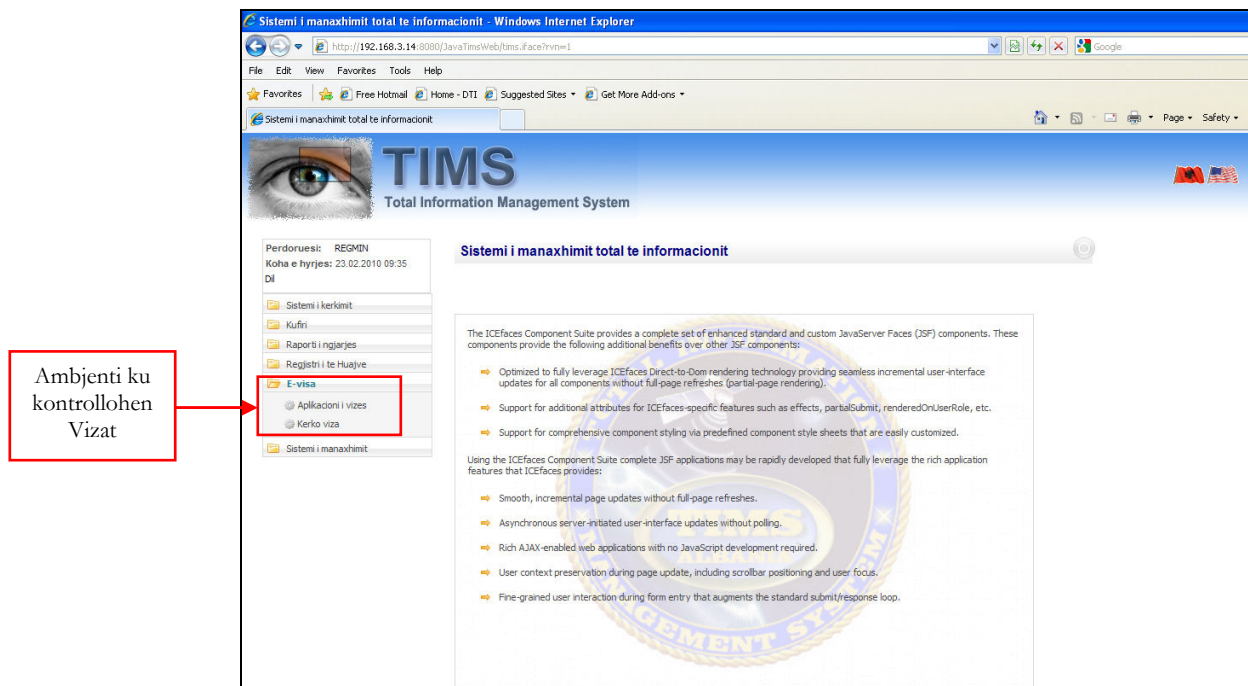 Sistemi i manaxhimit total te informacionit - Windows Internet Explorer
http://192.168.3.14:8080/JavaTimsWeb/tims.iface?rvn=1
Google
File Edit View Favorites Tools Help
Favorites Free Hotmail Home - DTI Suggested Sites Get More Add-ons
Sistemi i manaxhimit total te informacionit
Page Safety
TIMS
Total Information Management System
Perdoruesi: REGMIN
Koha e hyrjes: 23.02.2010 09:35
Dil
Sistemi i manaxhimit total te informacionit
Sistemi i kerkimit
Kufiri
Raporti i ngjarjes
Regjistri i te Huajve
E-visa
Aplikacioni i vizes
Kerko viza
Sistemi i manaxhimit
Ambjenti ku
kontrollohen
Vizat
The ICEfaces Component Suite provides a complete set of enhanced standard and custom JavaServer Faces (JSF) components. These
components provide the following additional benefits over other JSF components:
Optimized to fully leverage ICEfaces Direct-to-Dom rendering technology providing seamless incremental user-interface
updates for all components without full-page refreshes (partial-page rendering).
Support for additional attributes for ICEfaces-specific features such as effects, partialSubmit, renderedOnUserRole, etc.
Support for comprehensive component styling via predefined component style sheets that are easily customized.
Using the ICEfaces Component Suite complete JSF applications may be rapidly developed that fully leverage the rich application
features that ICEfaces provides:
Smooth, incremental page updates without full-page refreshes.
Asynchronous server-initiated user-interface updates without polling.
Rich AJAX-enabled web applications with no JavaScript development required.
User context preservation during page update, including scrollbar positioning and user focus.
Fine-grained user interaction during form entry that augments the standard submit/response loop.
TIMS
ALBANIA
MANAGEMENT SYSTEM